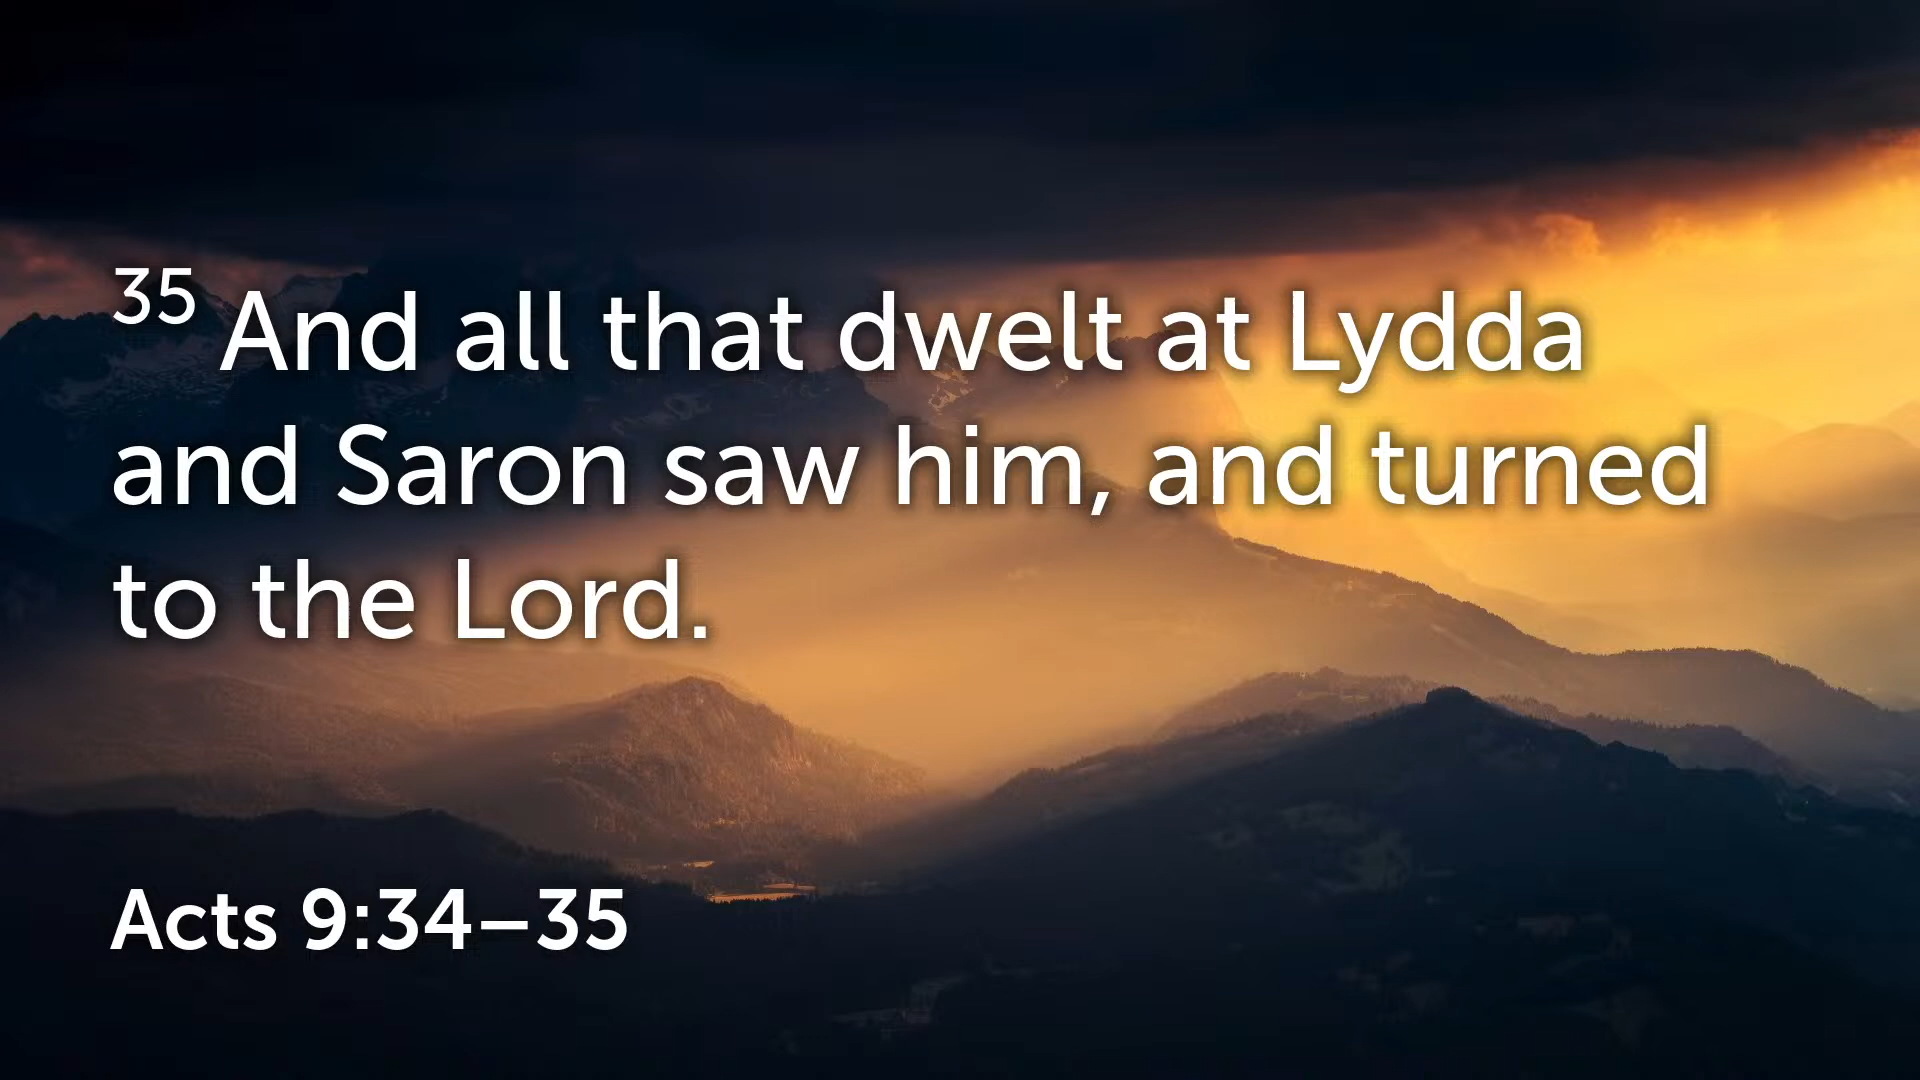 35 And all that dwelt at Lydda
and Saron saw him, and turned
to the Lord.
Acts 9:34–35